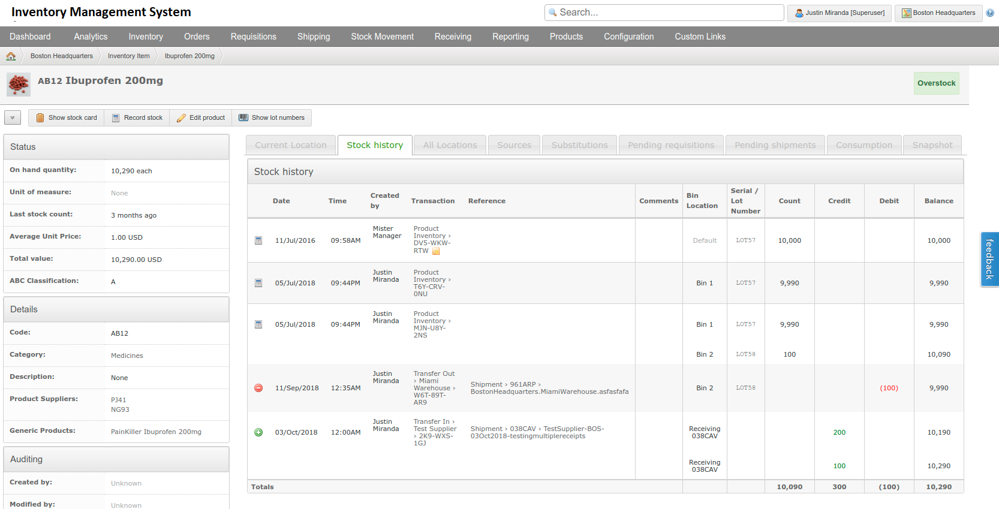 Inventory Management System
Search...
Justin Miranda [Superuser]
Boston Headquarters
Dashboard Analytics Inventory Orders Requisitions Shipping Stock Movement Receiving Reporting Products Configuration Custom Links
Boston Headquarters Inventory Item Ibuprofen 200mg
AB12 Ibuprofen 200mg
Overstock
Show stock card Record stock Edit product Show lot numbers
Status
On hand quantity: 10,290 each
Unit of measure: None
Last stock count: 3 months ago
Average Unit Price: 1.00 USD
Total value: 10,290.00 USD
ABC Classification: A
Details
Code: AB12
Category: Medicines
Description: None
Product Suppliers: PJ41
NG93
Generic Products: PainKiller Ibuprofen 200mg
Auditing
Created by: Unknown
Modified by: Unknown
Current Location Stock history All Locations Sources Substitutions Pending requisitions Pending shipments Consumption Snapshot
Stock history
Date Time Created by Transaction Reference Comments Bin Location Serial / Lot Number Count Credit Debit Balance
11/Jul/2016 09:58AM Mister Manager Product Inventory › DV5-WKW-RTW Default LOT57 10,000 10,000
05/Jul/2018 09:44PM Justin Miranda Product Inventory › T6Y-CRV-0NU Bin 1 LOT57 9,990 9,990
05/Jul/2018 09:44PM Justin Miranda Product Inventory › MJN-U8Y-2NS Bin 1 LOT57 9,990 9,990
Bin 2 LOT58 100 10,090
11/Sep/2018 12:35AM Justin Miranda Transfer Out › Miami Warehouse › W6T-89T-AR9 Shipment › 961ARP › BostonHeadquarters.MiamiWarehouse.asfasfafa Bin 2 LOT58 (100) 9,990
03/Oct/2018 12:00AM Justin Miranda Transfer In › Test Supplier › 2K9-WXS-1GJ Shipment › 038CAV › TestSupplier-BOS-03Oct2018-testingmultiplereceipts Receiving 038CAV 200 10,190
Receiving 038CAV 100 10,290
Totals 10,090 300 (100) 10,290
feedback